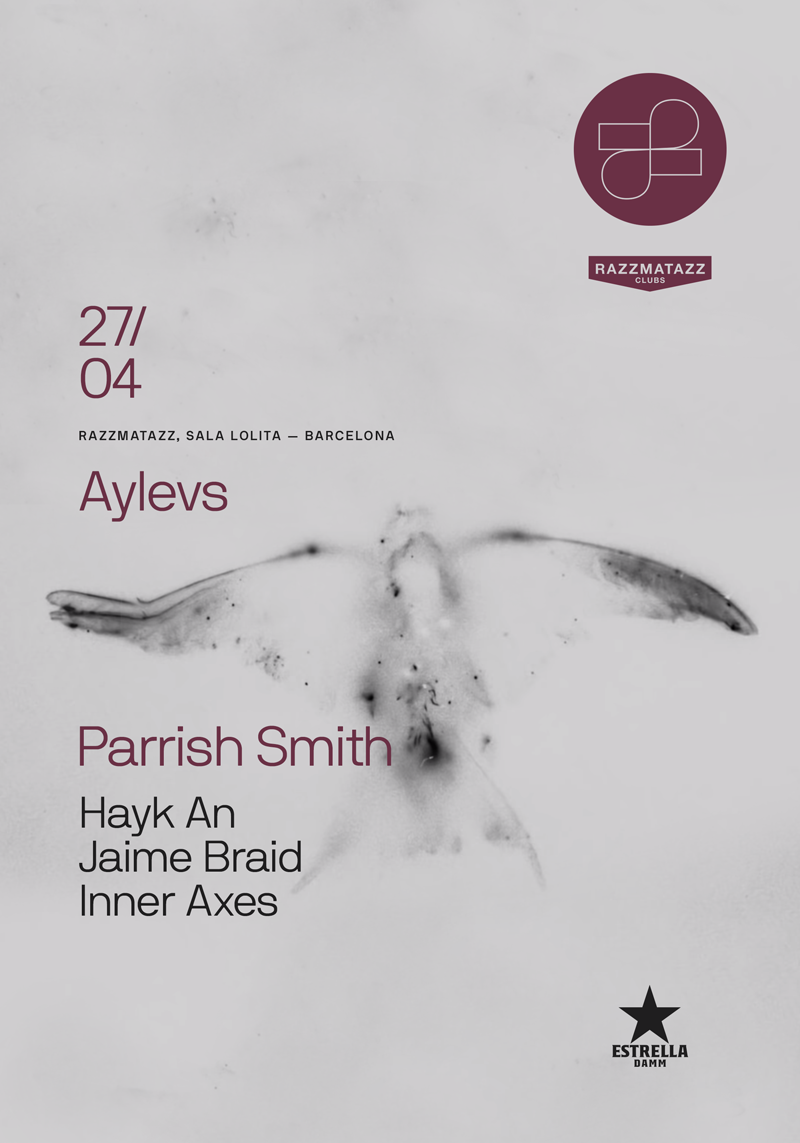 RAZZMATAZZ
CLUBS
27/
04
RAZZMATAZZ, SALA LOLITA — BARCELONA
Aylevs
Parrish Smith
Hayk An
Jaime Braid
Inner Axes
ESTRELLA
DAMM